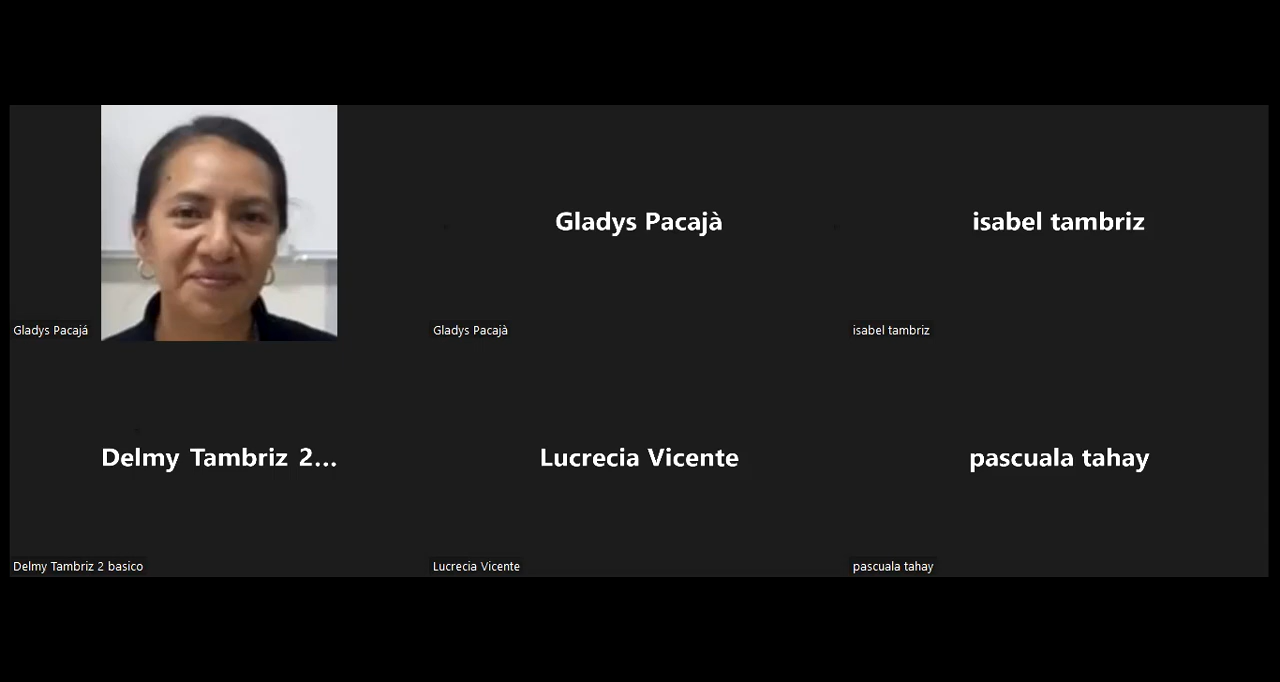 Gladys Pacajà
isabel tambriz
Gladys Pacajá
Gladys Pacajà
isabel tambriz
Delmy Tambriz 2...
Lucrecia Vicente
pascuala tahay
Delmy Tambriz 2 basico
Lucrecia Vicente
pascuala tahay